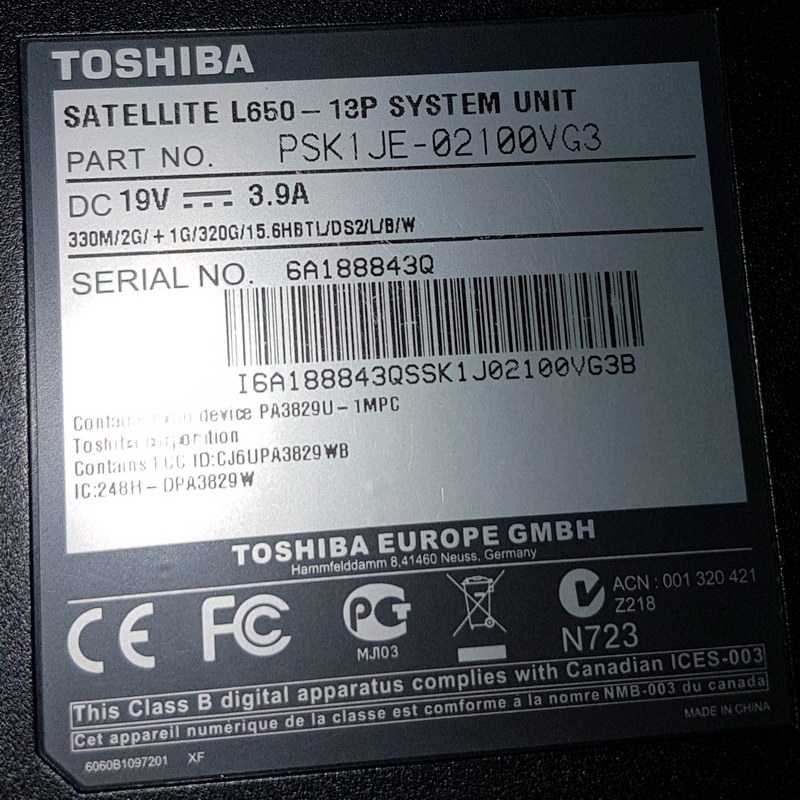 TOSHIBA
SATELLITE L650-13P SYSTEM UNIT
PART NO. PSK1JE-02100VG3
DC 19V 3.9A
330M/2G/+1G/320G/15.6HBTL/DS2/L/B/W
SERIAL NO. 6A188843Q
I6A188843QSSK1J02100VG3B
Contains device PA3829U-1MPC
Toshiba
Contains FCC ID:CJ6UPA3829WB
IC:248H-DPA3829W
TOSHIBA EUROPE GMBH
Hammfelddamm 8,41460 Neuss, Germany
CE FC PG
ACN : 001 320 421
Z218
МЛ03
N723
This Class B digital apparatus complies with Canadian ICES-003
Cet appareil numérique de la classe est conforme a la nomre NMB-003 du canada
MADE IN CHINA
6060B1097201 XF